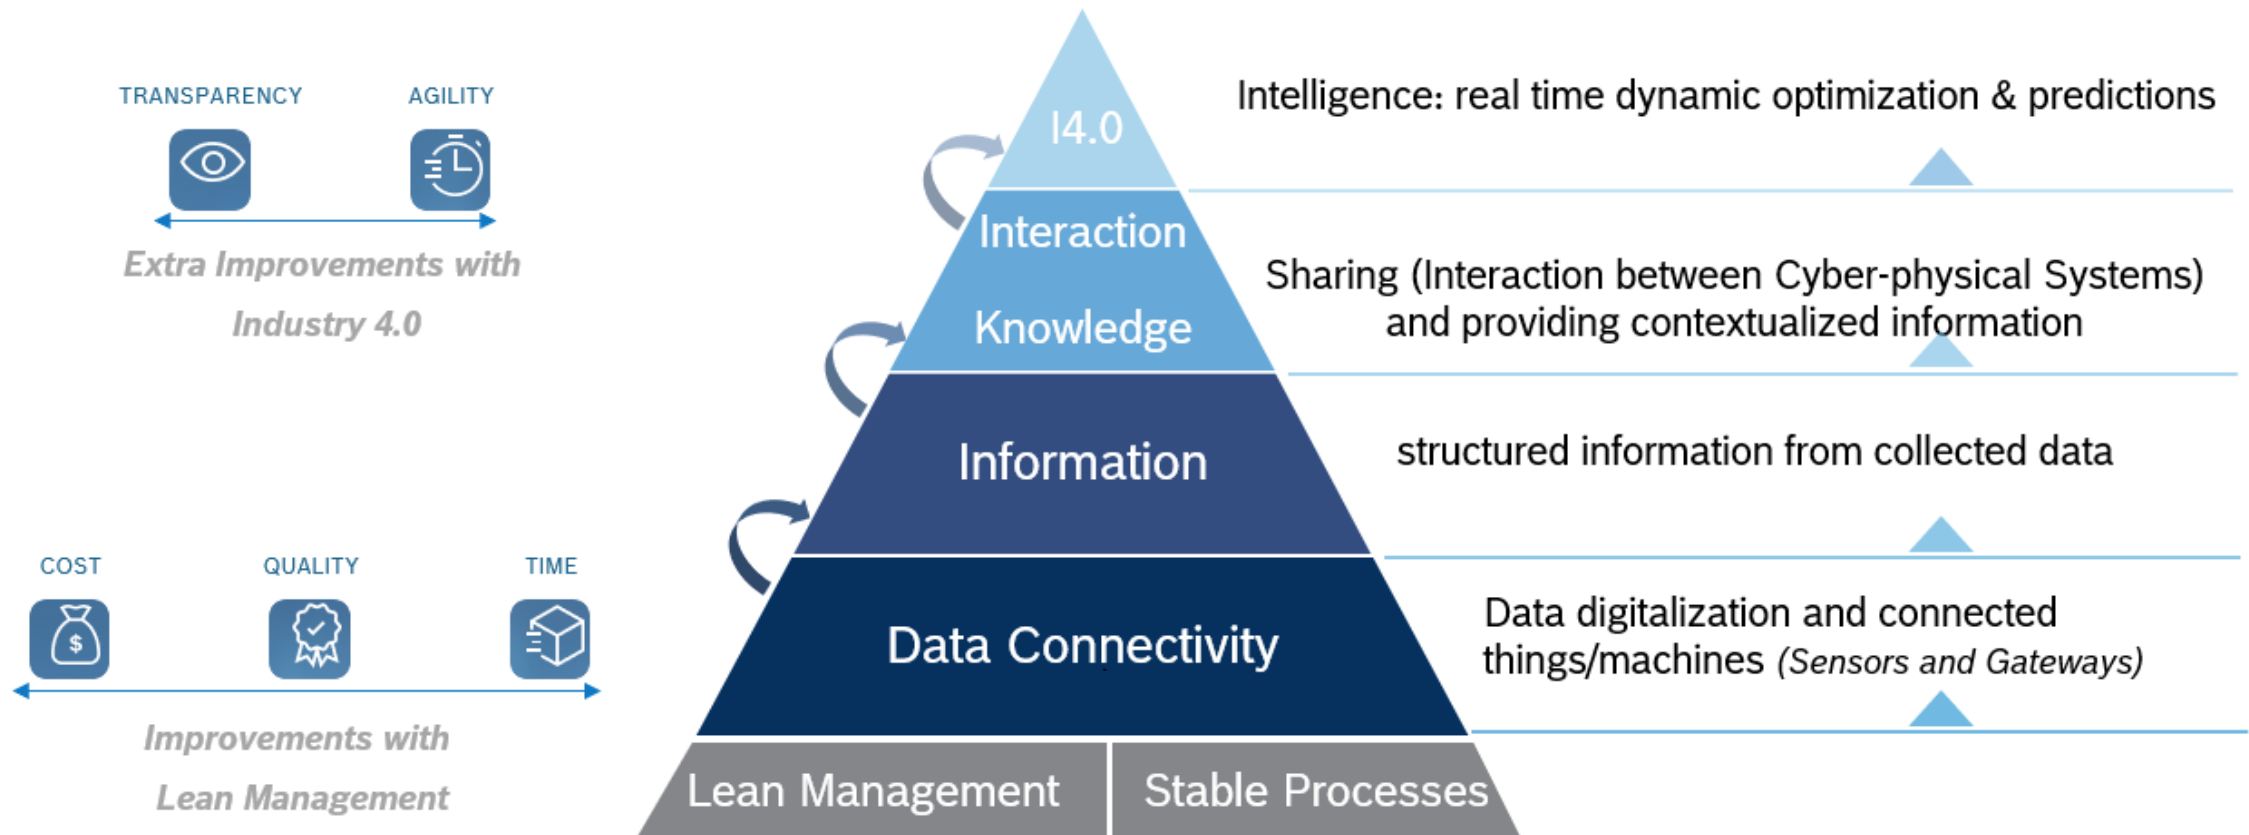 TRANSPARENCY
AGILITY
Extra Improvements with
Industry 4.0
COST
QUALITY
TIME
$
Improvements with
Lean Management
I4.0
Interaction
Knowledge
Information
Data Connectivity
Lean Management
Stable Processes
Intelligence: real time dynamic optimization & predictions
Sharing (Interaction between Cyber-physical Systems)
and providing contextualized information
structured information from collected data
Data digitalization and connected
things/machines (Sensors and Gateways)